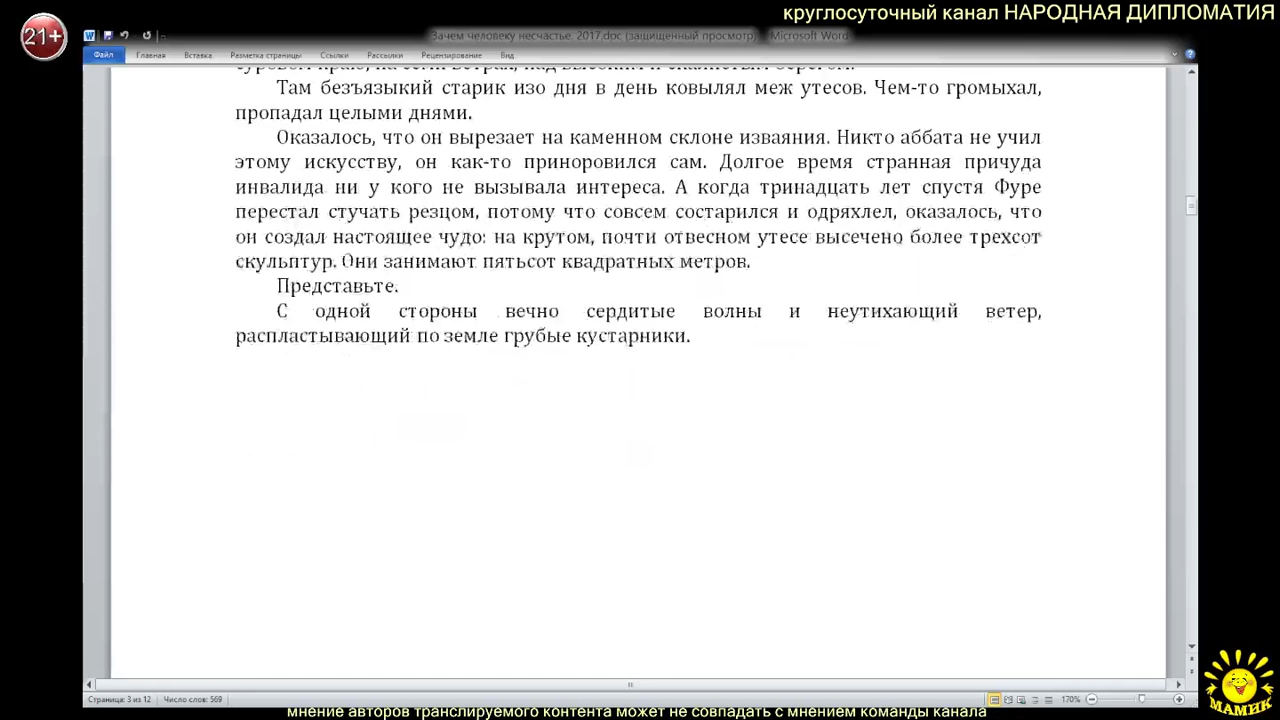 круглосуточный канал НАРОДНАЯ ДИПЛОМАТИЯ
21+
Зачем человеку несчастье. 2017.doc (защищенный просмотр) - Microsoft Word
Файл Главная Вставка Разметка страницы Ссылки Рассылки Рецензирование Вид
Там безъязыкий старик изо дня в день ковылял меж утесов. Чем-то громыхал,
пропадал целыми днями.
Оказалось, что он вырезает на каменном склоне изваяния. Никто аббата не учил
этому искусству, он как-то приноровился сам. Долгое время странная причуда
инвалида ни у кого не вызывала интереса. А когда тринадцать лет спустя Фуре
перестал стучать резцом, потому что совсем состарился и одряхлел, оказалось, что
он создал настоящее чудо: на крутом, почти отвесном утесе высечено более трехсот
скульптур. Они занимают пятьсот квадратных метров.
Представьте.
С одной стороны вечно сердитые волны и неутихающий ветер,
распластывающий по земле грубые кустарники.
Страница: 3 из 12 Число слов: 569 170%
МАМИК
мнение авторов транслируемого контента может не совпадать с мнением команды канала